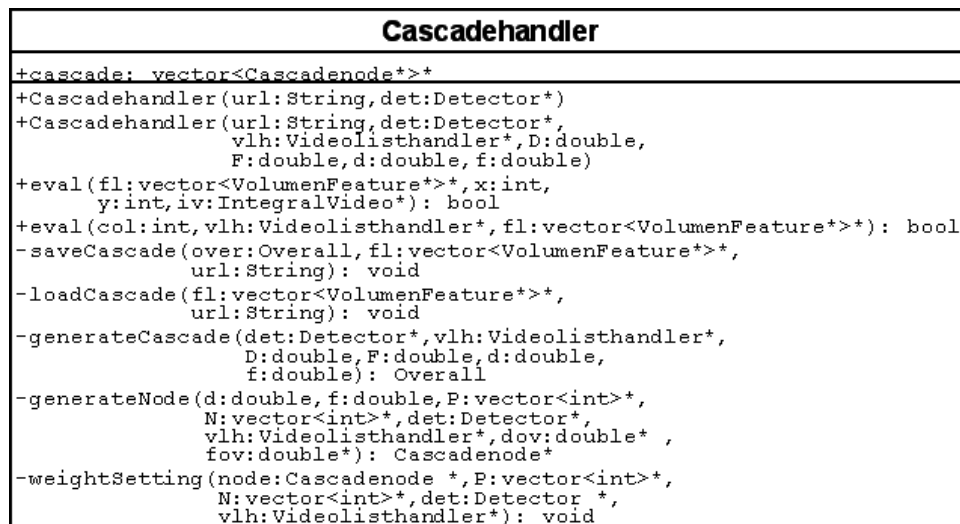 Cascadehandler
+cascade: vector<Cascadenode*>*
+Cascadehandler(url:String,det:Detector*)
+Cascadehandler(url:String,det:Detector*,
vlh:Videolisthandler*,D:double,
F:double,d:double,f:double)
+eval(fl:vector<VolumenFeature*>*,x:int,
y:int,iv:IntegralVideo*): bool
+eval(col:int,vlh:Videolisthandler*,fl:vector<VolumenFeature*>*): bool
-saveCascade(over:Overall,fl:vector<VolumenFeature*>*,
url:String): void
-loadCascade(fl:vector<VolumenFeature*>*,
url:String): void
-generateCascade(det:Detector*,vlh:Videolisthandler*,
D:double,F:double,d:double,
f:double): Overall
-generateNode(d:double,f:double,P:vector<int>*,
N:vector<int>*,det:Detector*,
vlh:Videolisthandler*,dov:double* ,
fov:double*): Cascadenode*
-weightSetting(node:Cascadenode *,P:vector<int>*,
N:vector<int>*,det:Detector *,
vlh:Videolisthandler*): void